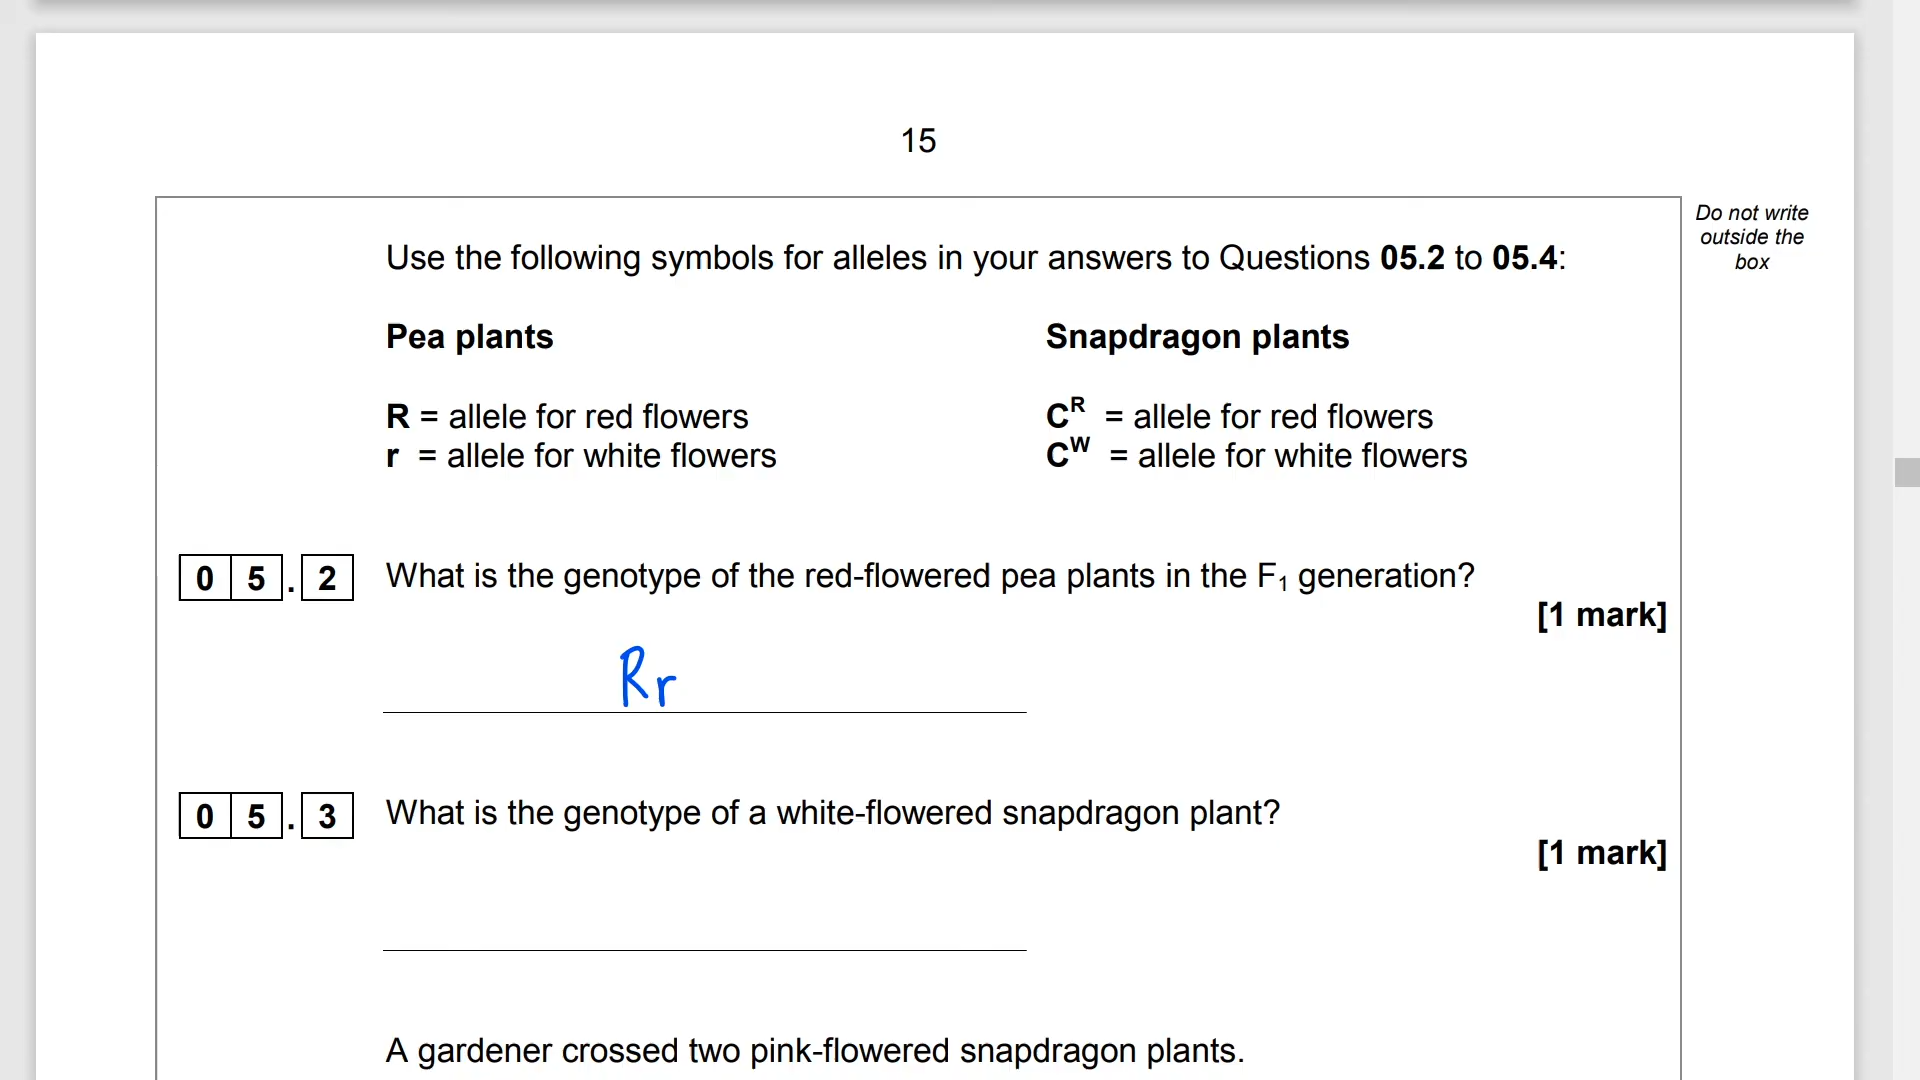 15
Do not write
outside the
box
Use the following symbols for alleles in your answers to Questions 05.2 to 05.4:
Pea plants
R = allele for red flowers
r = allele for white flowers
Snapdragon plants
Cᴿ = allele for red flowers
Cᵂ = allele for white flowers
0 5 . 2 What is the genotype of the red-flowered pea plants in the F₁ generation?
[1 mark]
Rr
0 5 . 3 What is the genotype of a white-flowered snapdragon plant?
[1 mark]
A gardener crossed two pink-flowered snapdragon plants.